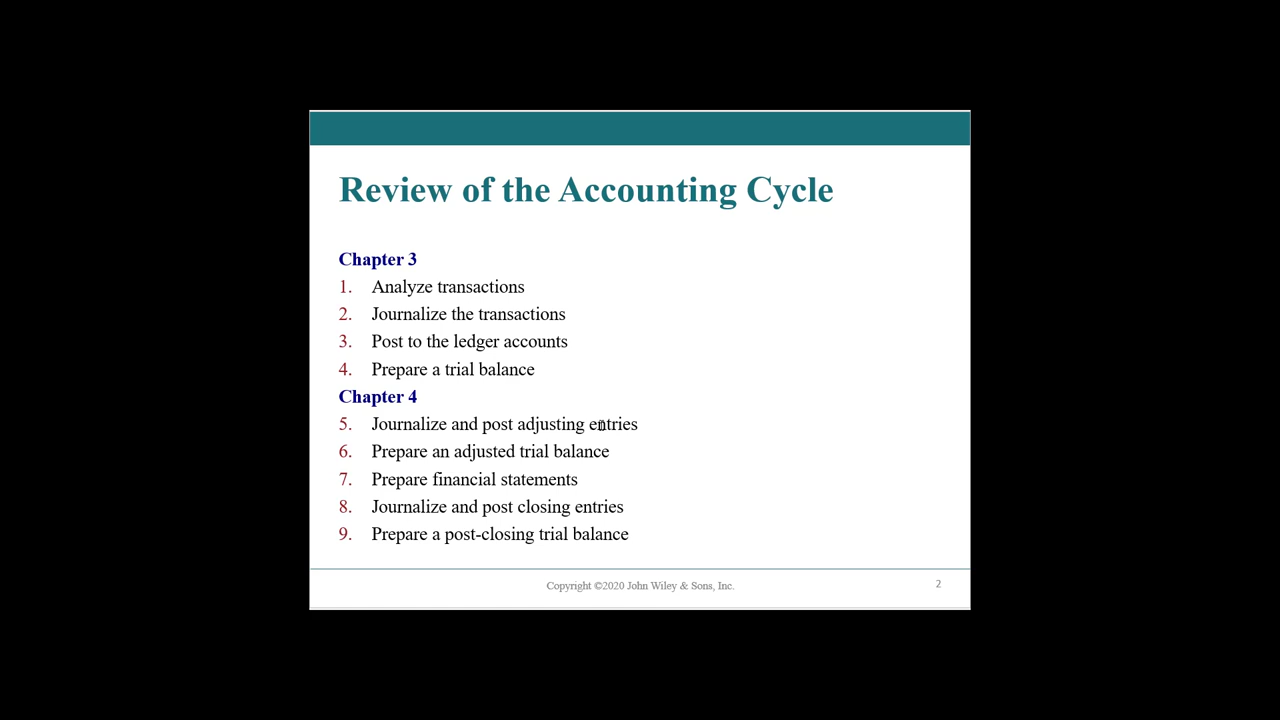 Review of the Accounting Cycle
Chapter 3
1. Analyze transactions
2. Journalize the transactions
3. Post to the ledger accounts
4. Prepare a trial balance
Chapter 4
5. Journalize and post adjusting entries
6. Prepare an adjusted trial balance
7. Prepare financial statements
8. Journalize and post closing entries
9. Prepare a post-closing trial balance
Copyright ©2020 John Wiley & Sons, Inc.
2